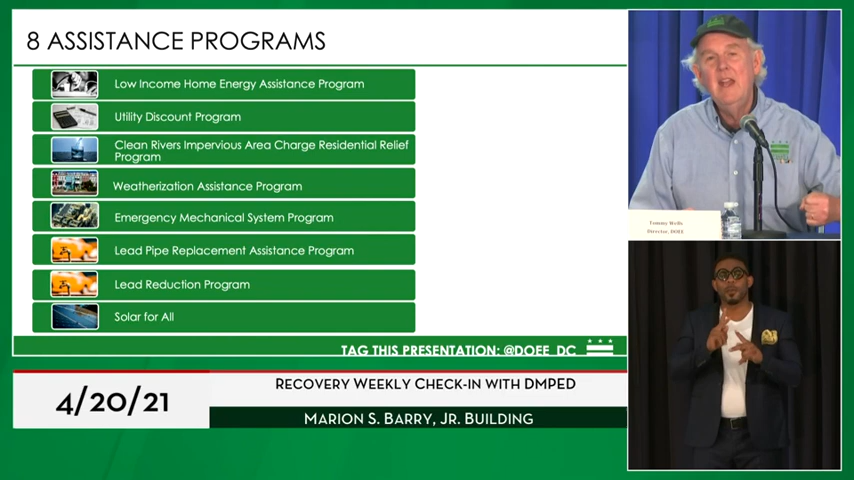 8 ASSISTANCE PROGRAMS
Low Income Home Energy Assistance Program
Utility Discount Program
Clean Rivers Impervious Area Charge Residential Relief
Program
Weatherization Assistance Program
Emergency Mechanical System Program
Lead Pipe Replacement Assistance Program
Lead Reduction Program
Solar for All
TAG THIS PRESENTATION: @DOEE_DC
Tommy Wells
Director, DOEE
4/20/21
RECOVERY WEEKLY CHECK-IN WITH DMPED
MARION S. BARRY, JR. BUILDING